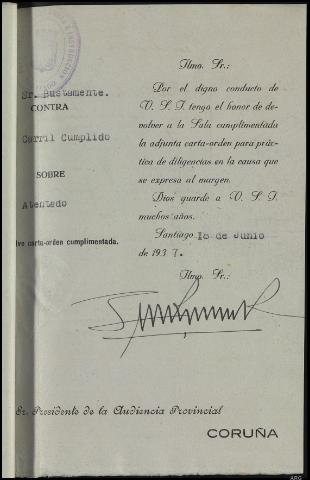 Sr. Bustamente.
CONTRA
Carril Cumplido
SOBRE
Atentado
lve carta-orden cumplimentada.
Ilmo. Sr.:
Por el digno conducto de
V. S. I. tengo el honor de de-
volver a la Sala cumplimentada
la adjunta carta-orden para prác-
tica de diligencias en la causa que
se expresa al margen.
Dios guarde a V. S. I.
muchos años.
Santiago 18 de Junio
de 1937.
Ilmo. Sr.:
Sr. Presidente de la Audiencia Provincial
CORUÑA
ARG